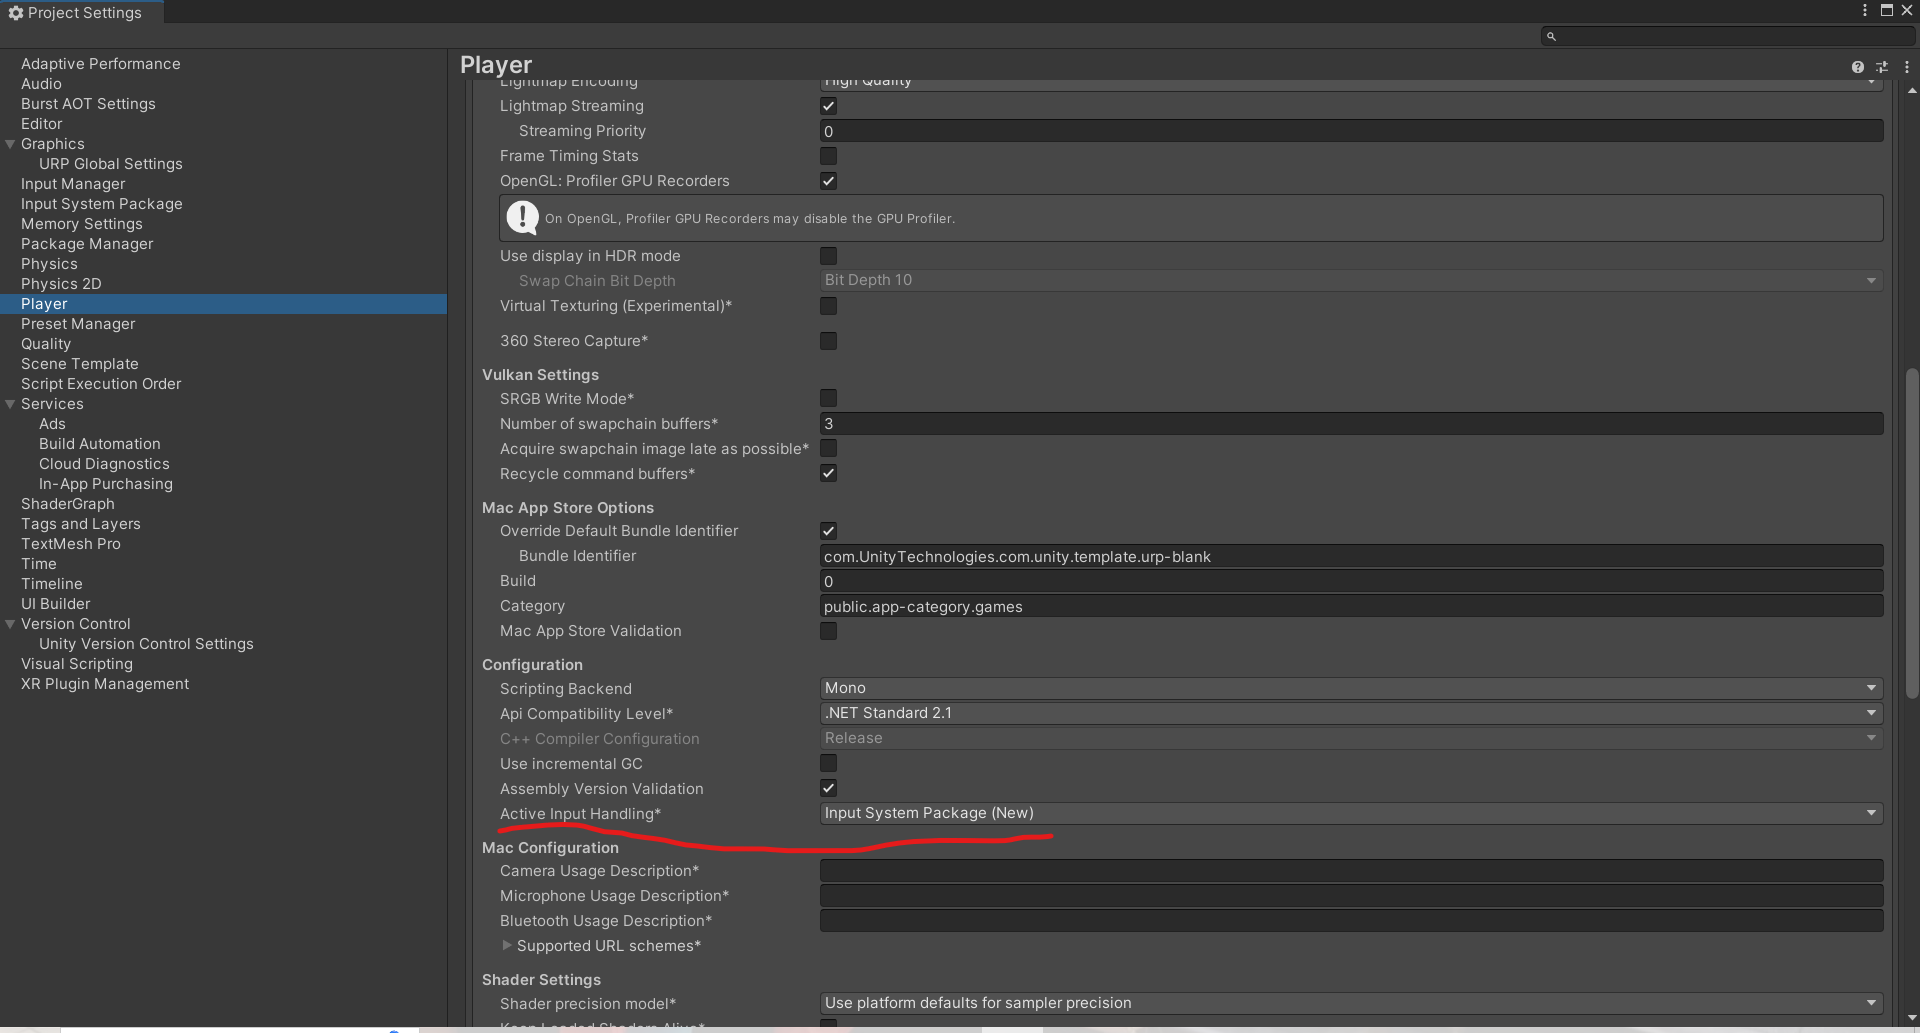 Project Settings
Adaptive Performance
Audio
Burst AOT Settings
Editor
Graphics
URP Global Settings
Input Manager
Input System Package
Memory Settings
Package Manager
Physics
Physics 2D
Player
Preset Manager
Quality
Scene Template
Script Execution Order
Services
Ads
Build Automation
Cloud Diagnostics
In-App Purchasing
ShaderGraph
Tags and Layers
TextMesh Pro
Time
Timeline
UI Builder
Version Control
Unity Version Control Settings
Visual Scripting
XR Plugin Management
Player
Lightmap Encoding High Quality
Lightmap Streaming
Streaming Priority 0
Frame Timing Stats
OpenGL: Profiler GPU Recorders
On OpenGL, Profiler GPU Recorders may disable the GPU Profiler.
Use display in HDR mode
Swap Chain Bit Depth Bit Depth 10
Virtual Texturing (Experimental)*
360 Stereo Capture*
Vulkan Settings
SRGB Write Mode*
Number of swapchain buffers* 3
Acquire swapchain image late as possible*
Recycle command buffers*
Mac App Store Options
Override Default Bundle Identifier
Bundle Identifier com.UnityTechnologies.com.unity.template.urp-blank
Build 0
Category public.app-category.games
Mac App Store Validation
Configuration
Scripting Backend Mono
Api Compatibility Level* .NET Standard 2.1
C++ Compiler Configuration Release
Use incremental GC
Assembly Version Validation
Active Input Handling* Input System Package (New)
Mac Configuration
Camera Usage Description*
Microphone Usage Description*
Bluetooth Usage Description*
Supported URL schemes*
Shader Settings
Shader precision model* Use platform defaults for sampler precision
Keep Loaded Shaders Alive*